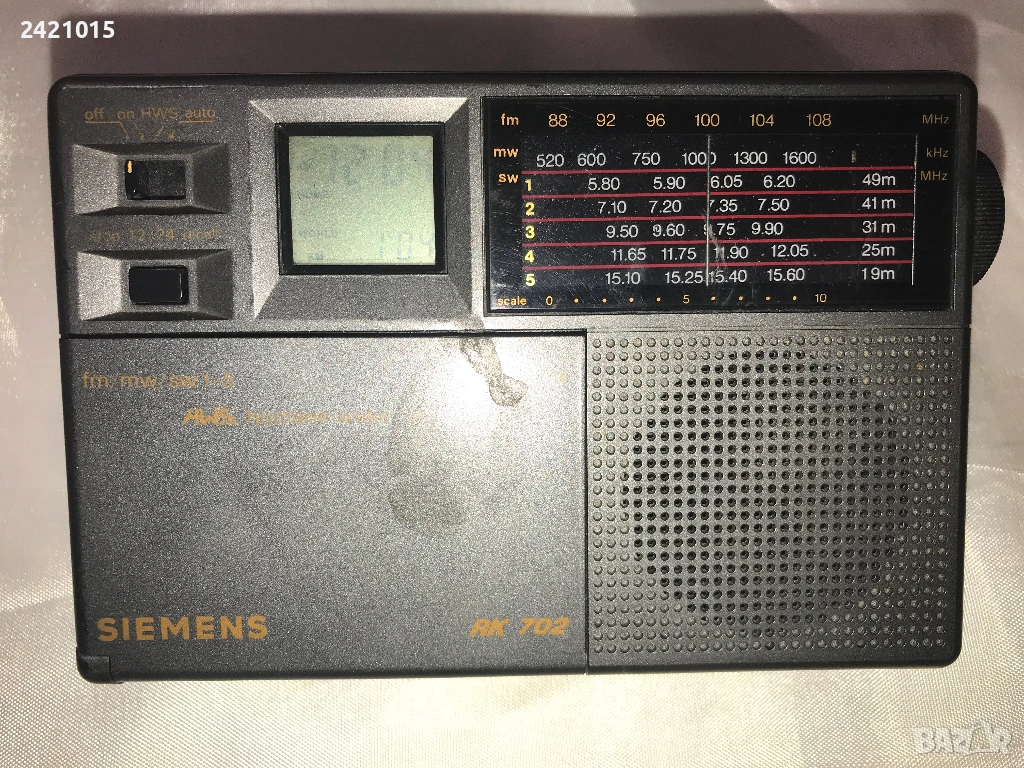 2421015
off on HWS auto
fm 88 92 96 100 104 108 MHz
mw 520 600 750 1000 1300 1600 kHz
sw MHz
1 5.80 5.90 6.05 6.20 49m
2 7.10 7.20 7.35 7.50 41m
3 9.50 9.60 9.75 9.90 31m
4 11.65 11.75 11.90 12.05 25m
5 15.10 15.25 15.40 15.60 19m
scale 0 5 10
fm/mw/sw 1-5
SIEMENS
RK 702
BAZAR